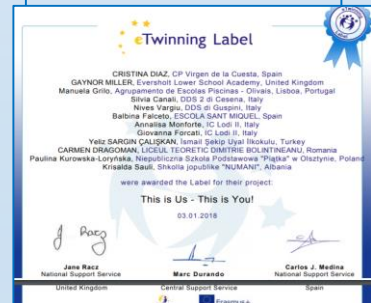 eTwinning Label
CRISTINA DIAZ, CP Virgen de la Cuesta, Spain
GAYNOR MILLER, Eversholt Lower School Academy, United Kingdom
Manuela Grilo, Agrupamento de Escolas Piscinas - Olivais, Lisboa, Portugal
Silvia Canali, DDS 2 di Cesena, Italy
Nives Vargiu, DDS di Guspini, Italy
Balbina Falceto, ESCOLA SANT MIQUEL, Spain
Annalisa Monforte, IC Lodi II, Italy
Giovanna Forcati, IC Lodi II, Italy
Yeliz SARGIN ÇALIŞKAN, İsmail Şekip Uyal İlkokulu, Turkey
CARMEN DRAGOMAN, LICEUL TEORETIC DIMITRIE BOLINTINEANU, Romania
Paulina Kurowska-Loryńska, Niepubliczna Szkoła Podstawowa "Piątka" w Olsztynie, Poland
Krisalda Sauli, Shkolla jopublike "NUMANI", Albania
were awarded the Label for their project:
This is Us - This is You!
03.01.2018
J Racz
Jane Racz
National Support Service
United Kingdom
Marc Durando
Central Support Service
Carlos J. Medina
National Support Service
Spain
Erasmus+